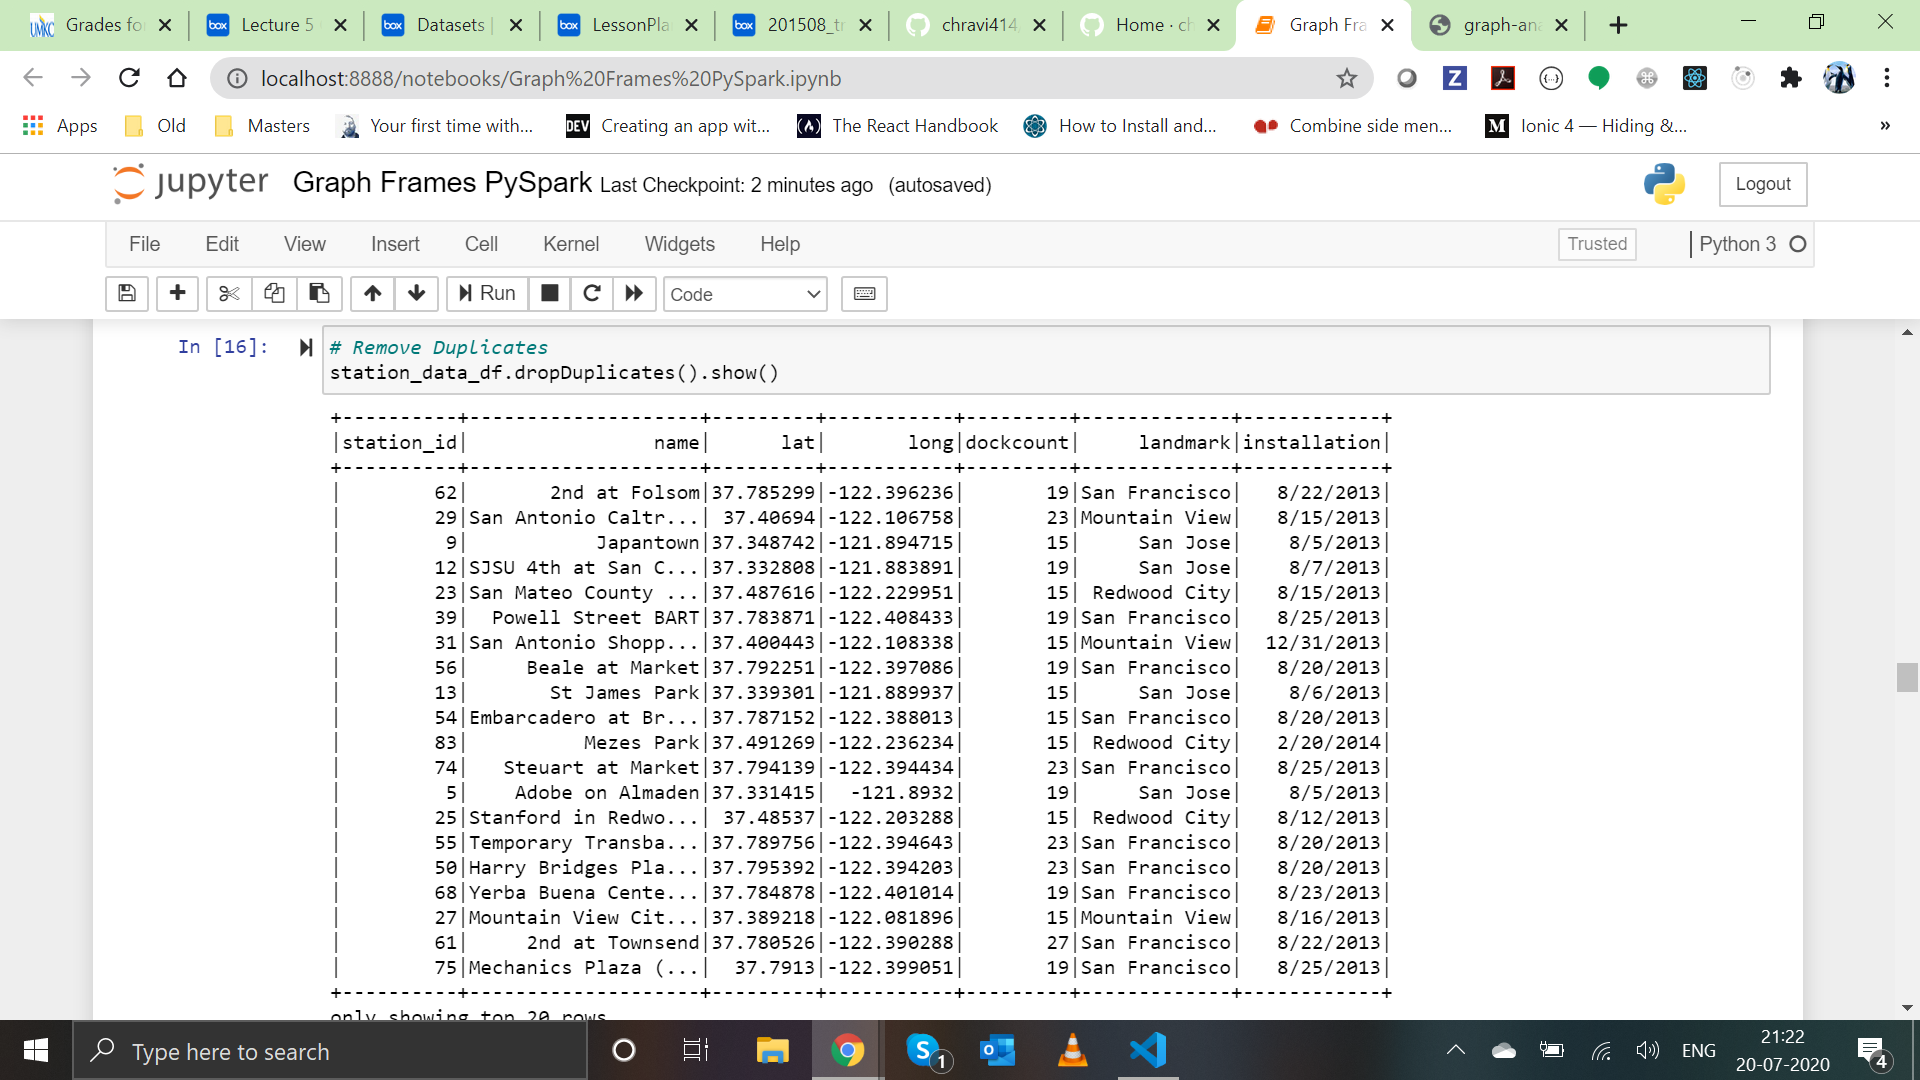 Grades fo
Lecture 5
Datasets |
LessonPla
201508_tr
chravi414
Home · ch
Graph Fra
graph-ana
localhost:8888/notebooks/Graph%20Frames%20PySpark.ipynb
Apps Old Masters Your first time with... DEV Creating an app wit... The React Handbook How to Install and... Combine side men... M Ionic 4 — Hiding &... »
jupyter Graph Frames PySpark Last Checkpoint: 2 minutes ago (autosaved) Logout
File Edit View Insert Cell Kernel Widgets Help Trusted | Python 3
Run Code
In [16]: # Remove Duplicates
station_data_df.dropDuplicates().show()
+----------+--------------------+---------+-----------+---------+-------------+------------+
|station_id|                name|      lat|       long|dockcount|     landmark|installation|
+----------+--------------------+---------+-----------+---------+-------------+------------+
|        62|       2nd at Folsom|37.785299|-122.396236|       19|San Francisco|   8/22/2013|
|        29|San Antonio Caltr...| 37.40694|-122.106758|       23|Mountain View|   8/15/2013|
|         9|           Japantown|37.348742|-121.894715|       15|     San Jose|    8/5/2013|
|        12|SJSU 4th at San C...|37.332808|-121.883891|       19|     San Jose|    8/7/2013|
|        23|San Mateo County ...|37.487616|-122.229951|       15| Redwood City|   8/15/2013|
|        39|  Powell Street BART|37.783871|-122.408433|       19|San Francisco|   8/25/2013|
|        31|San Antonio Shopp...|37.400443|-122.108338|       15|Mountain View|  12/31/2013|
|        56|     Beale at Market|37.792251|-122.397086|       19|San Francisco|   8/20/2013|
|        13|       St James Park|37.339301|-121.889937|       15|     San Jose|    8/6/2013|
|        54|Embarcadero at Br...|37.787152|-122.388013|       15|San Francisco|   8/20/2013|
|        83|          Mezes Park|37.491269|-122.236234|       15| Redwood City|   2/20/2014|
|        74|   Steuart at Market|37.794139|-122.394434|       23|San Francisco|   8/25/2013|
|         5|    Adobe on Almaden|37.331415|  -121.8932|       19|     San Jose|    8/5/2013|
|        25|Stanford in Redwo...| 37.48537|-122.203288|       15| Redwood City|   8/12/2013|
|        55|Temporary Transba...|37.789756|-122.394643|       23|San Francisco|   8/20/2013|
|        50|Harry Bridges Pla...|37.795392|-122.394203|       23|San Francisco|   8/20/2013|
|        68|Yerba Buena Cente...|37.784878|-122.401014|       19|San Francisco|   8/23/2013|
|        27|Mountain View Cit...|37.389218|-122.081896|       15|Mountain View|   8/16/2013|
|        61|     2nd at Townsend|37.780526|-122.390288|       27|San Francisco|   8/22/2013|
|        75|Mechanics Plaza (...|  37.7913|-122.399051|       19|San Francisco|   8/25/2013|
+----------+--------------------+---------+-----------+---------+-------------+------------+
only showing top 20 rows
Type here to search
1
ENG
21:22
20-07-2020
4